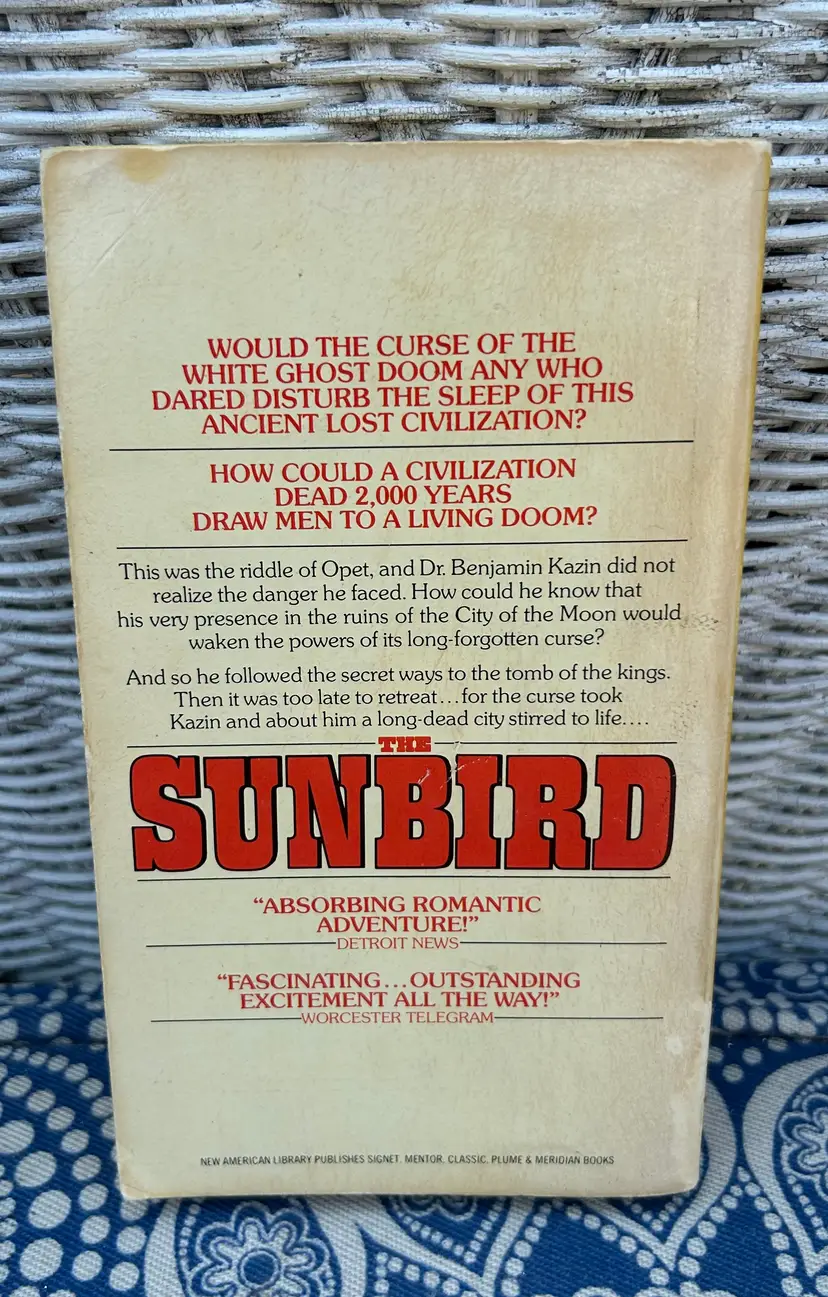 WOULD THE CURSE OF THE
WHITE GHOST DOOM ANY WHO
DARED DISTURB THE SLEEP OF THIS
ANCIENT LOST CIVILIZATION?
HOW COULD A CIVILIZATION
DEAD 2,000 YEARS
DRAW MEN TO A LIVING DOOM?
This was the riddle of Opet, and Dr. Benjamin Kazin did not
realize the danger he faced. How could he know that
his very presence in the ruins of the City of the Moon would
waken the powers of its long-forgotten curse?
And so he followed the secret ways to the tomb of the kings.
Then it was too late to retreat...for the curse took
Kazin and about him a long-dead city stirred to life....
THE
SUNBIRD
“ABSORBING ROMANTIC
ADVENTURE!”
DETROIT NEWS
“FASCINATING...OUTSTANDING
EXCITEMENT ALL THE WAY!”
WORCESTER TELEGRAM
NEW AMERICAN LIBRARY PUBLISHES SIGNET, MENTOR, CLASSIC, PLUME & MERIDIAN BOOKS